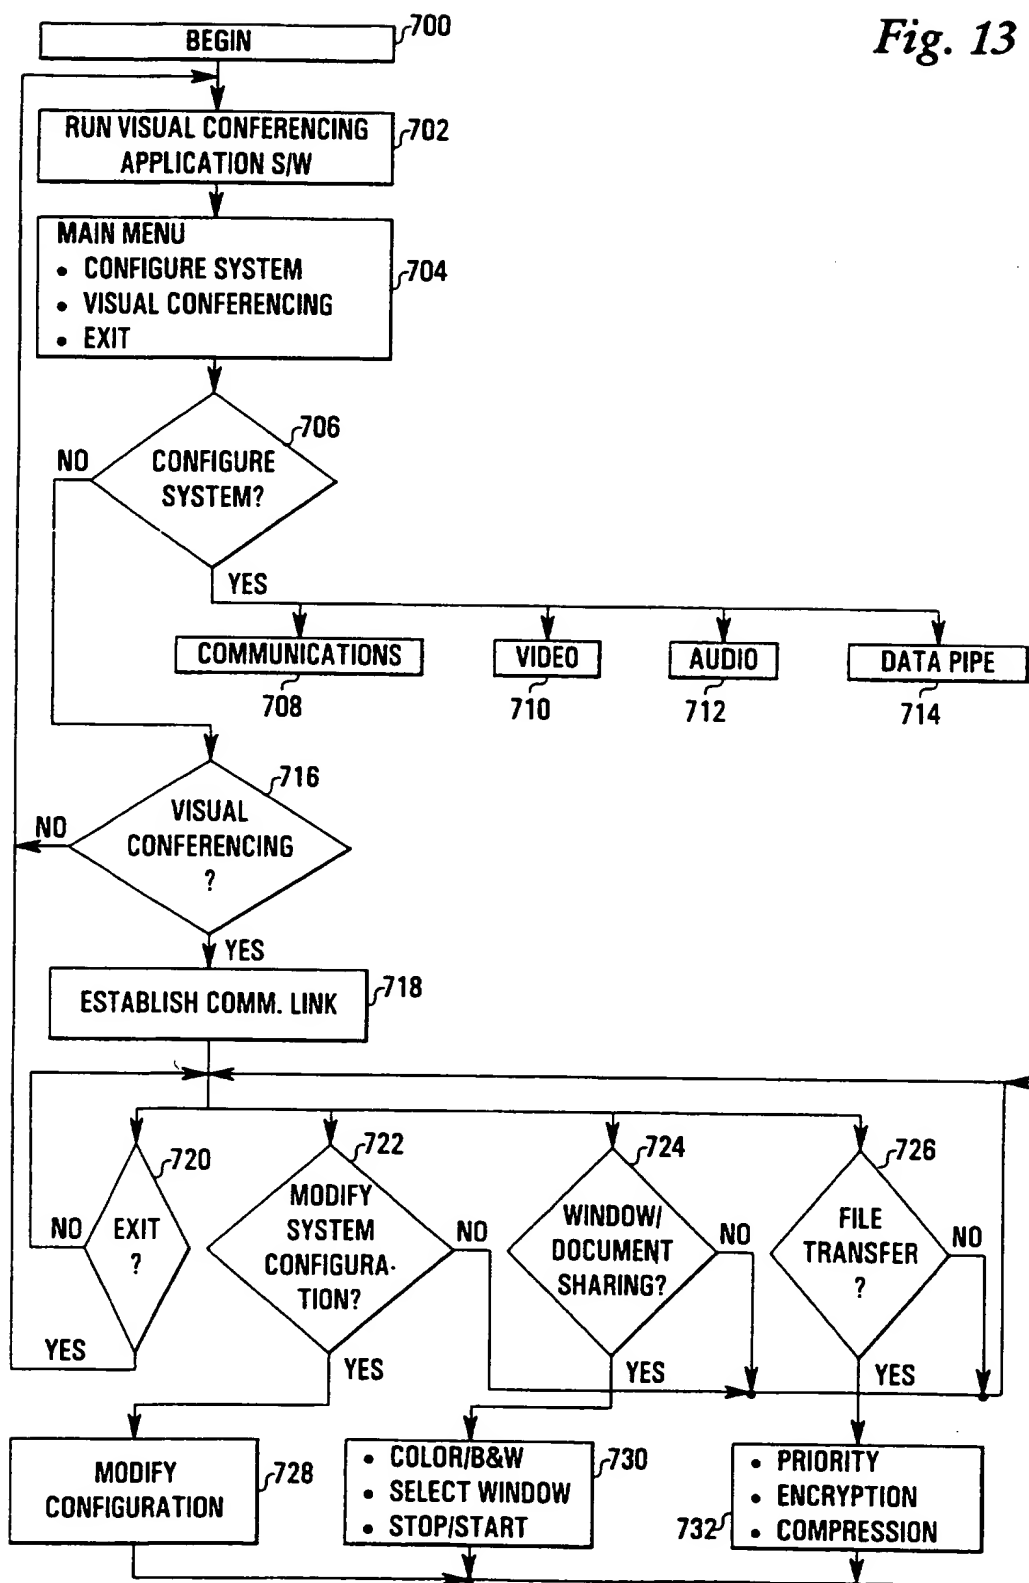 Fig. 13
700
BEGIN
RUN VISUAL CONFERENCING
APPLICATION S/W
702
MAIN MENU
• CONFIGURE SYSTEM
• VISUAL CONFERENCING
• EXIT
704
706
NO
CONFIGURE
SYSTEM?
YES
COMMUNICATIONS
VIDEO
AUDIO
DATA PIPE
708
710
712
714
716
NO
VISUAL
CONFERENCING
?
YES
ESTABLISH COMM. LINK
718
720
NO
EXIT
?
YES
722
MODIFY
SYSTEM
CONFIGURA-
TION?
NO
YES
724
WINDOW/
DOCUMENT
SHARING?
NO
YES
726
FILE
TRANSFER
?
NO
YES
MODIFY
CONFIGURATION
728
• COLOR/B&W
• SELECT WINDOW
• STOP/START
730
• PRIORITY
• ENCRYPTION
• COMPRESSION
732